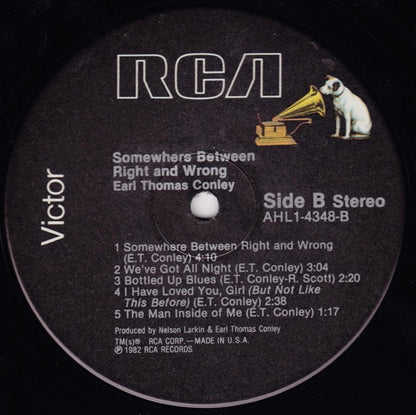 RCA
Somewhere Between
Right and Wrong
Earl Thomas Conley
Victor
Side B Stereo
AHL1-4348-B
1 Somewhere Between Right and Wrong
(E.T. Conley) 4:10
2 We've Got All Night (E.T. Conley) 3:04
3 Bottled Up Blues (E.T. Conley-R. Scott) 2:20
4 I Have Loved You, Girl (But Not Like
This Before) (E.T. Conley) 2:38
5 The Man Inside of Me (E.T. Conley) 1:17
Produced by Nelson Larkin & Earl Thomas Conley
TM(s)® RCA CORP.—MADE IN U.S.A.
℗ 1982 RCA RECORDS